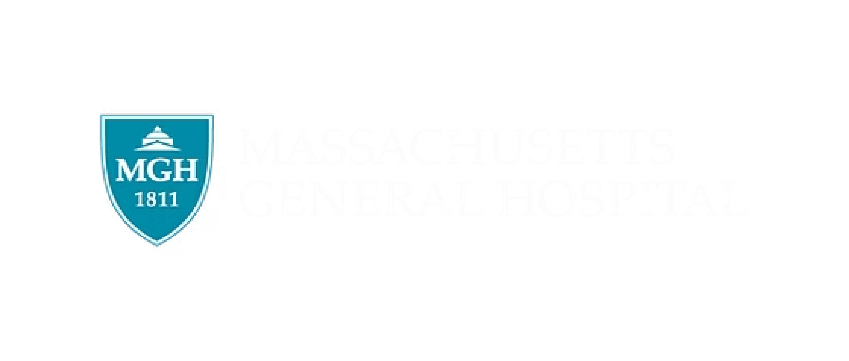 MGH
1811
MASSACHUSETTS
GENERAL HOSPITAL